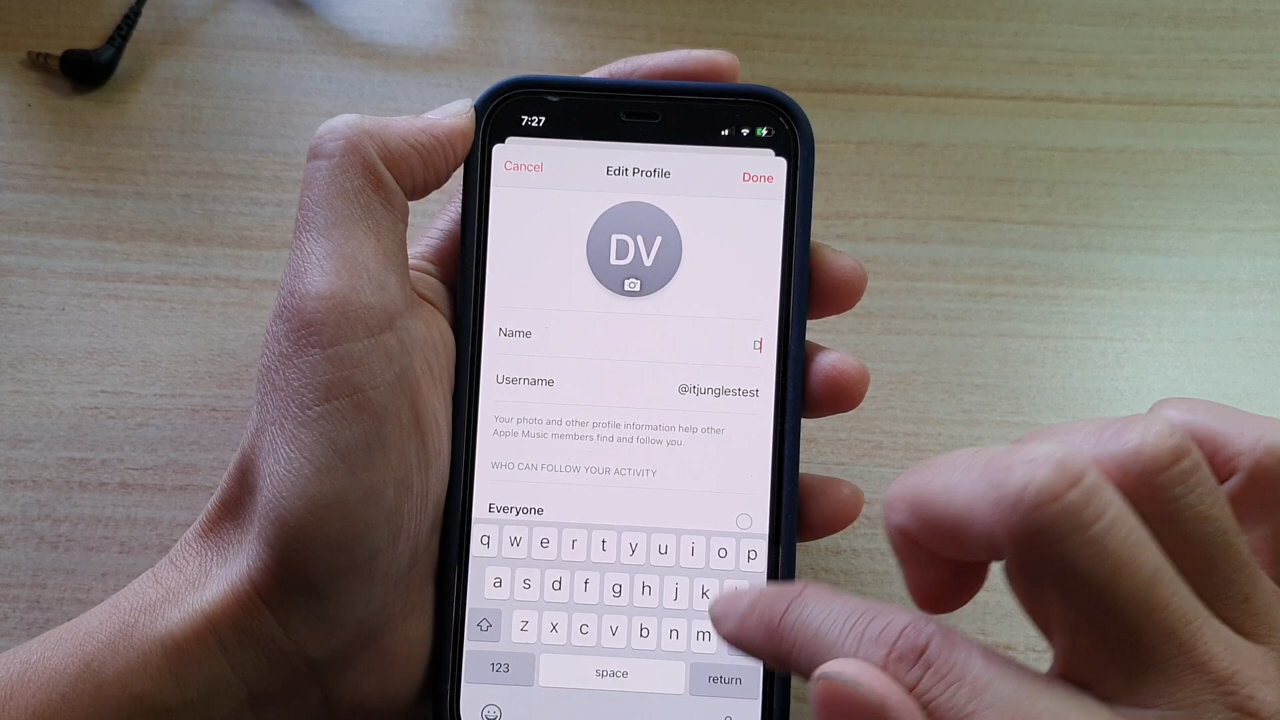 7:27
Cancel
Edit Profile
Done
DV
Name
D
Username
@itjunglestest
Your photo and other profile information help other
Apple Music members find and follow you.
WHO CAN FOLLOW YOUR ACTIVITY
Everyone
q w e r t y u i o p
a s d f g h j k
z x c v b n m
123
space
return